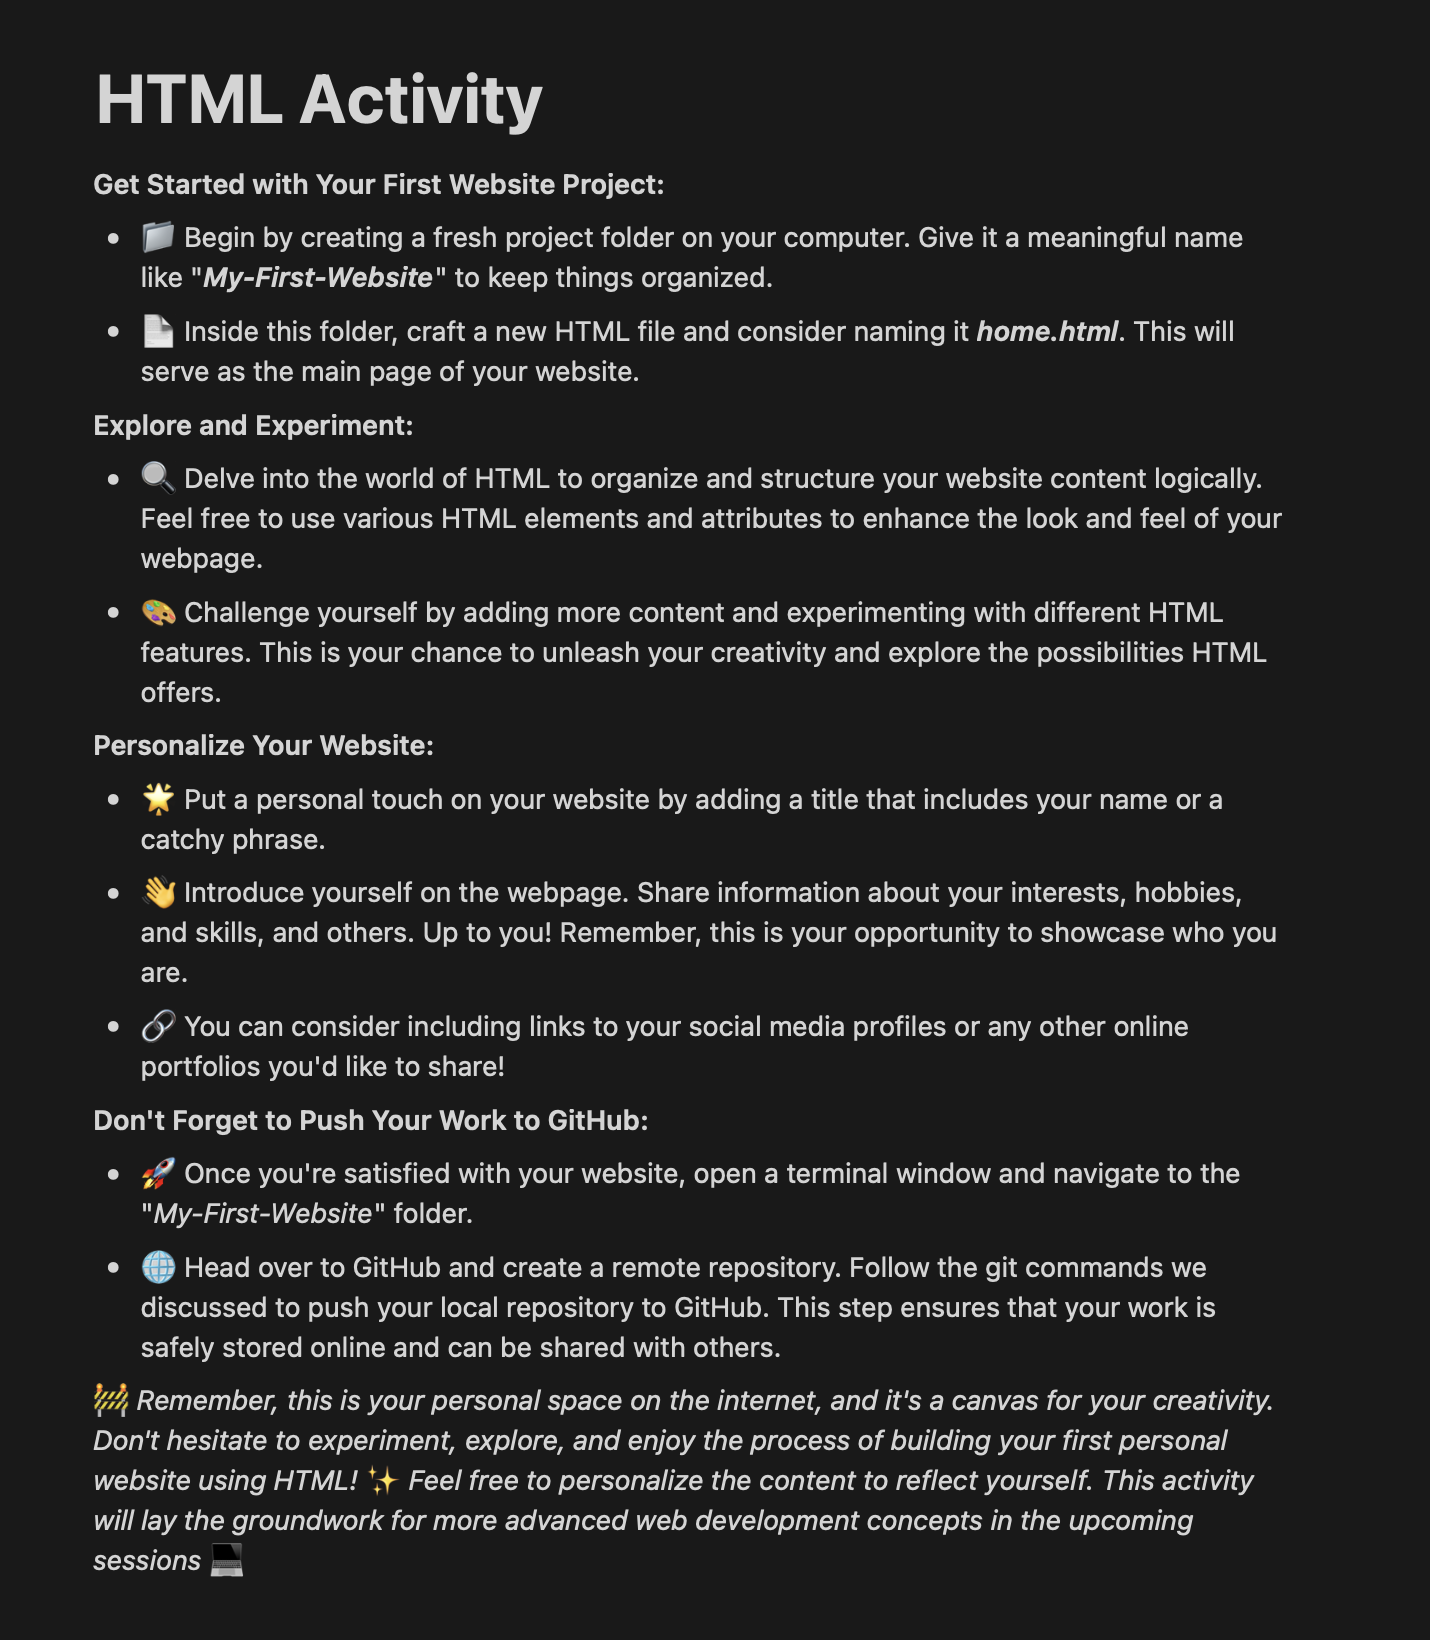 HTML Activity
Get Started with Your First Website Project:
📁 Begin by creating a fresh project folder on your computer. Give it a meaningful name
like "My-First-Website" to keep things organized.
📄 Inside this folder, craft a new HTML file and consider naming it home.html. This will
serve as the main page of your website.
Explore and Experiment:
🔍 Delve into the world of HTML to organize and structure your website content logically.
Feel free to use various HTML elements and attributes to enhance the look and feel of your
webpage.
🎨 Challenge yourself by adding more content and experimenting with different HTML
features. This is your chance to unleash your creativity and explore the possibilities HTML
offers.
Personalize Your Website:
🌟 Put a personal touch on your website by adding a title that includes your name or a
catchy phrase.
👋 Introduce yourself on the webpage. Share information about your interests, hobbies,
and skills, and others. Up to you! Remember, this is your opportunity to showcase who you
are.
🔗 You can consider including links to your social media profiles or any other online
portfolios you'd like to share!
Don't Forget to Push Your Work to GitHub:
🚀 Once you're satisfied with your website, open a terminal window and navigate to the
"My-First-Website" folder.
🌐 Head over to GitHub and create a remote repository. Follow the git commands we
discussed to push your local repository to GitHub. This step ensures that your work is
safely stored online and can be shared with others.
🚧 Remember, this is your personal space on the internet, and it's a canvas for your creativity.
Don't hesitate to experiment, explore, and enjoy the process of building your first personal
website using HTML! ✨ Feel free to personalize the content to reflect yourself. This activity
will lay the groundwork for more advanced web development concepts in the upcoming
sessions 💻